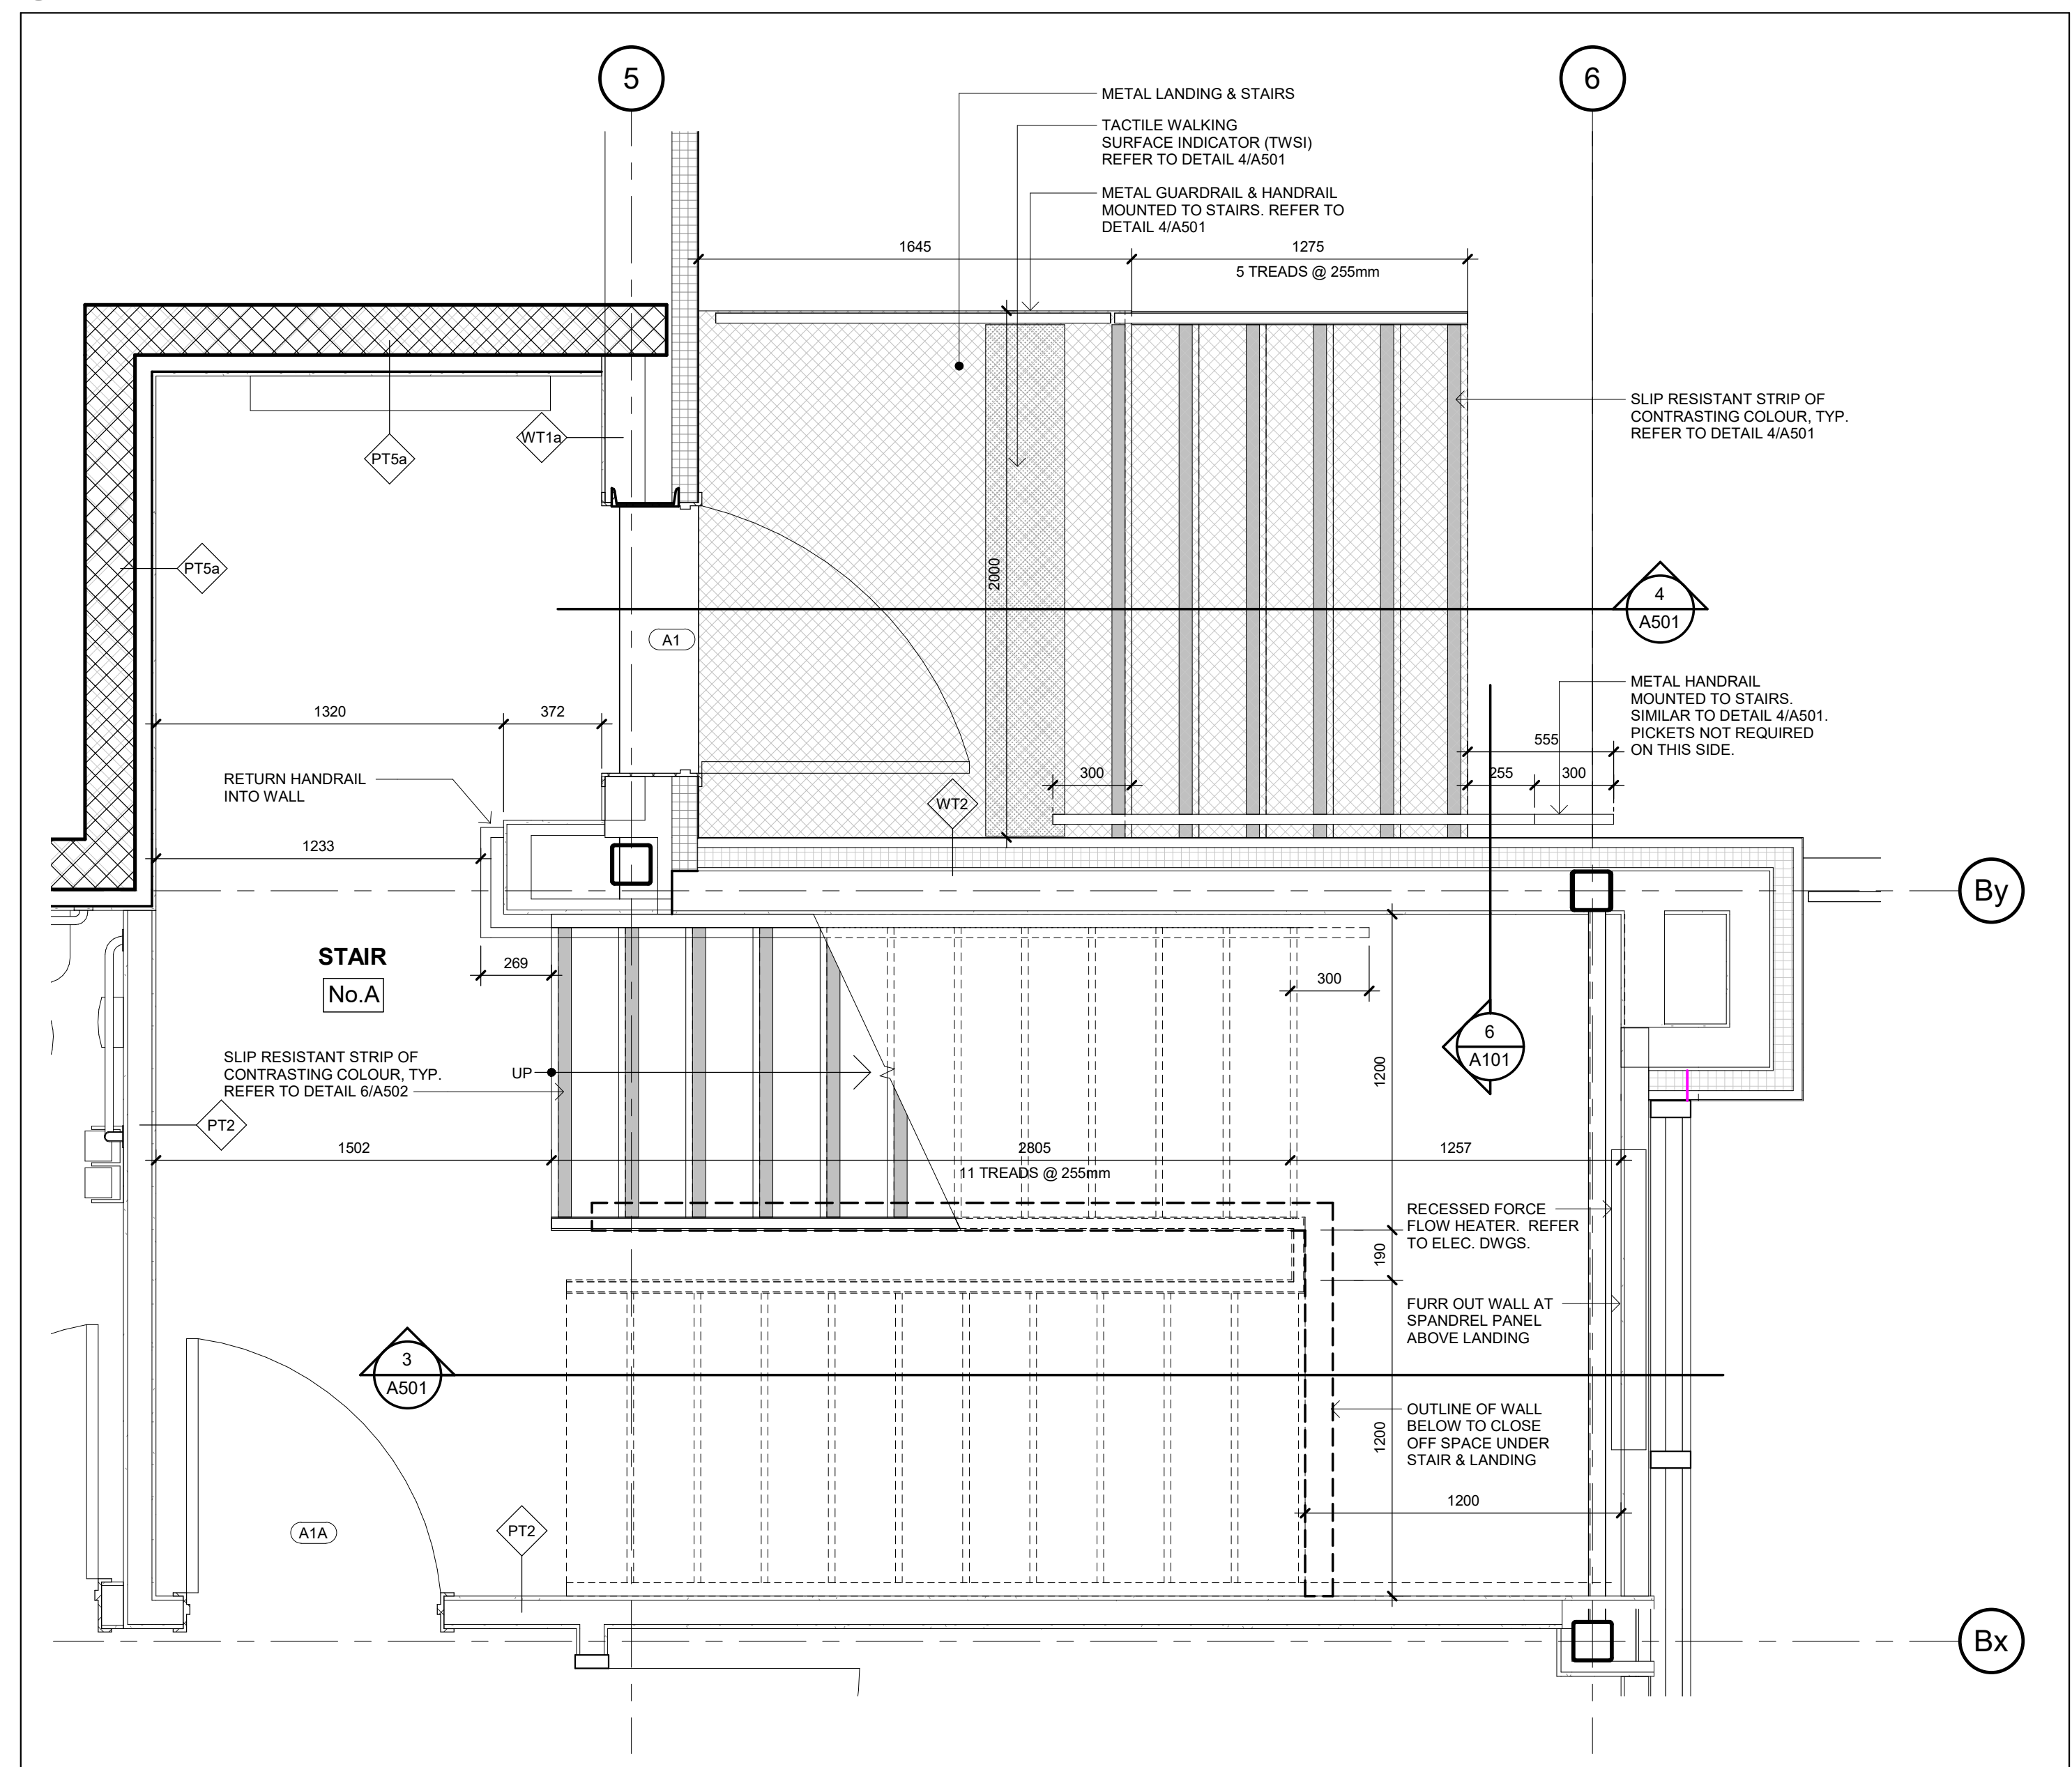 5
6
METAL LANDING & STAIRS
TACTILE WALKING
SURFACE INDICATOR (TWSI)
REFER TO DETAIL 4/A501
METAL GUARDRAIL & HANDRAIL
MOUNTED TO STAIRS. REFER TO
DETAIL 4/A501
1645
1275
5 TREADS @ 255mm
SLIP RESISTANT STRIP OF
CONTRASTING COLOUR, TYP.
REFER TO DETAIL 4/A501
WT1a
PT5a
PT5a
2000
4
A501
A1
METAL HANDRAIL
MOUNTED TO STAIRS.
SIMILAR TO DETAIL 4/A501.
PICKETS NOT REQUIRED
ON THIS SIDE.
1320
372
555
300
255
300
RETURN HANDRAIL
INTO WALL
WT2
1233
By
STAIR
No.A
269
300
SLIP RESISTANT STRIP OF
CONTRASTING COLOUR, TYP.
REFER TO DETAIL 6/A502
UP
1200
6
A101
PT2
1502
2805
11 TREADS @ 255mm
1257
RECESSED FORCE
FLOW HEATER. REFER
TO ELEC. DWGS.
190
FURR OUT WALL AT
SPANDREL PANEL
ABOVE LANDING
3
A501
OUTLINE OF WALL
BELOW TO CLOSE
OFF SPACE UNDER
STAIR & LANDING
1200
1200
A1A
PT2
Bx